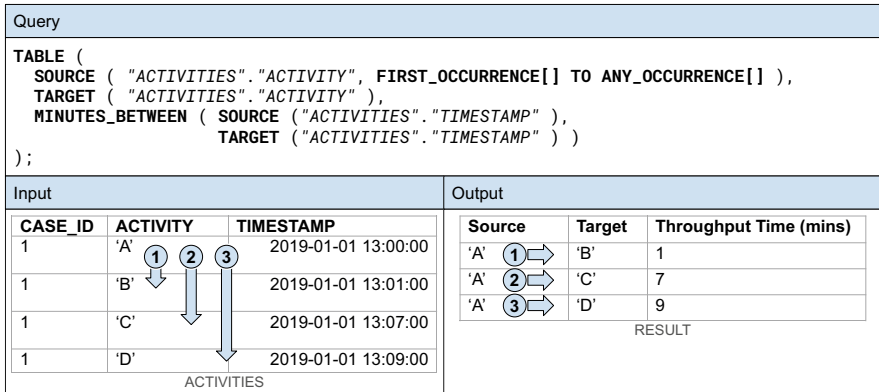 Query
TABLE (
SOURCE ( "ACTIVITIES"."ACTIVITY", FIRST_OCCURRENCE[] TO ANY_OCCURRENCE[] ),
TARGET ( "ACTIVITIES"."ACTIVITY" ),
MINUTES_BETWEEN ( SOURCE ("ACTIVITIES"."TIMESTAMP" ),
TARGET ("ACTIVITIES"."TIMESTAMP" ) )
);
Input
CASE_ID ACTIVITY TIMESTAMP
1 ‘A’ 2019-01-01 13:00:00
1 2 3
1 ‘B’ 2019-01-01 13:01:00
1 ‘C’ 2019-01-01 13:07:00
1 ‘D’ 2019-01-01 13:09:00
ACTIVITIES
Output
Source Target Throughput Time (mins)
‘A’ 1 ‘B’ 1
‘A’ 2 ‘C’ 7
‘A’ 3 ‘D’ 9
RESULT